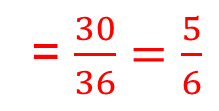 = 30/36 = 5/6